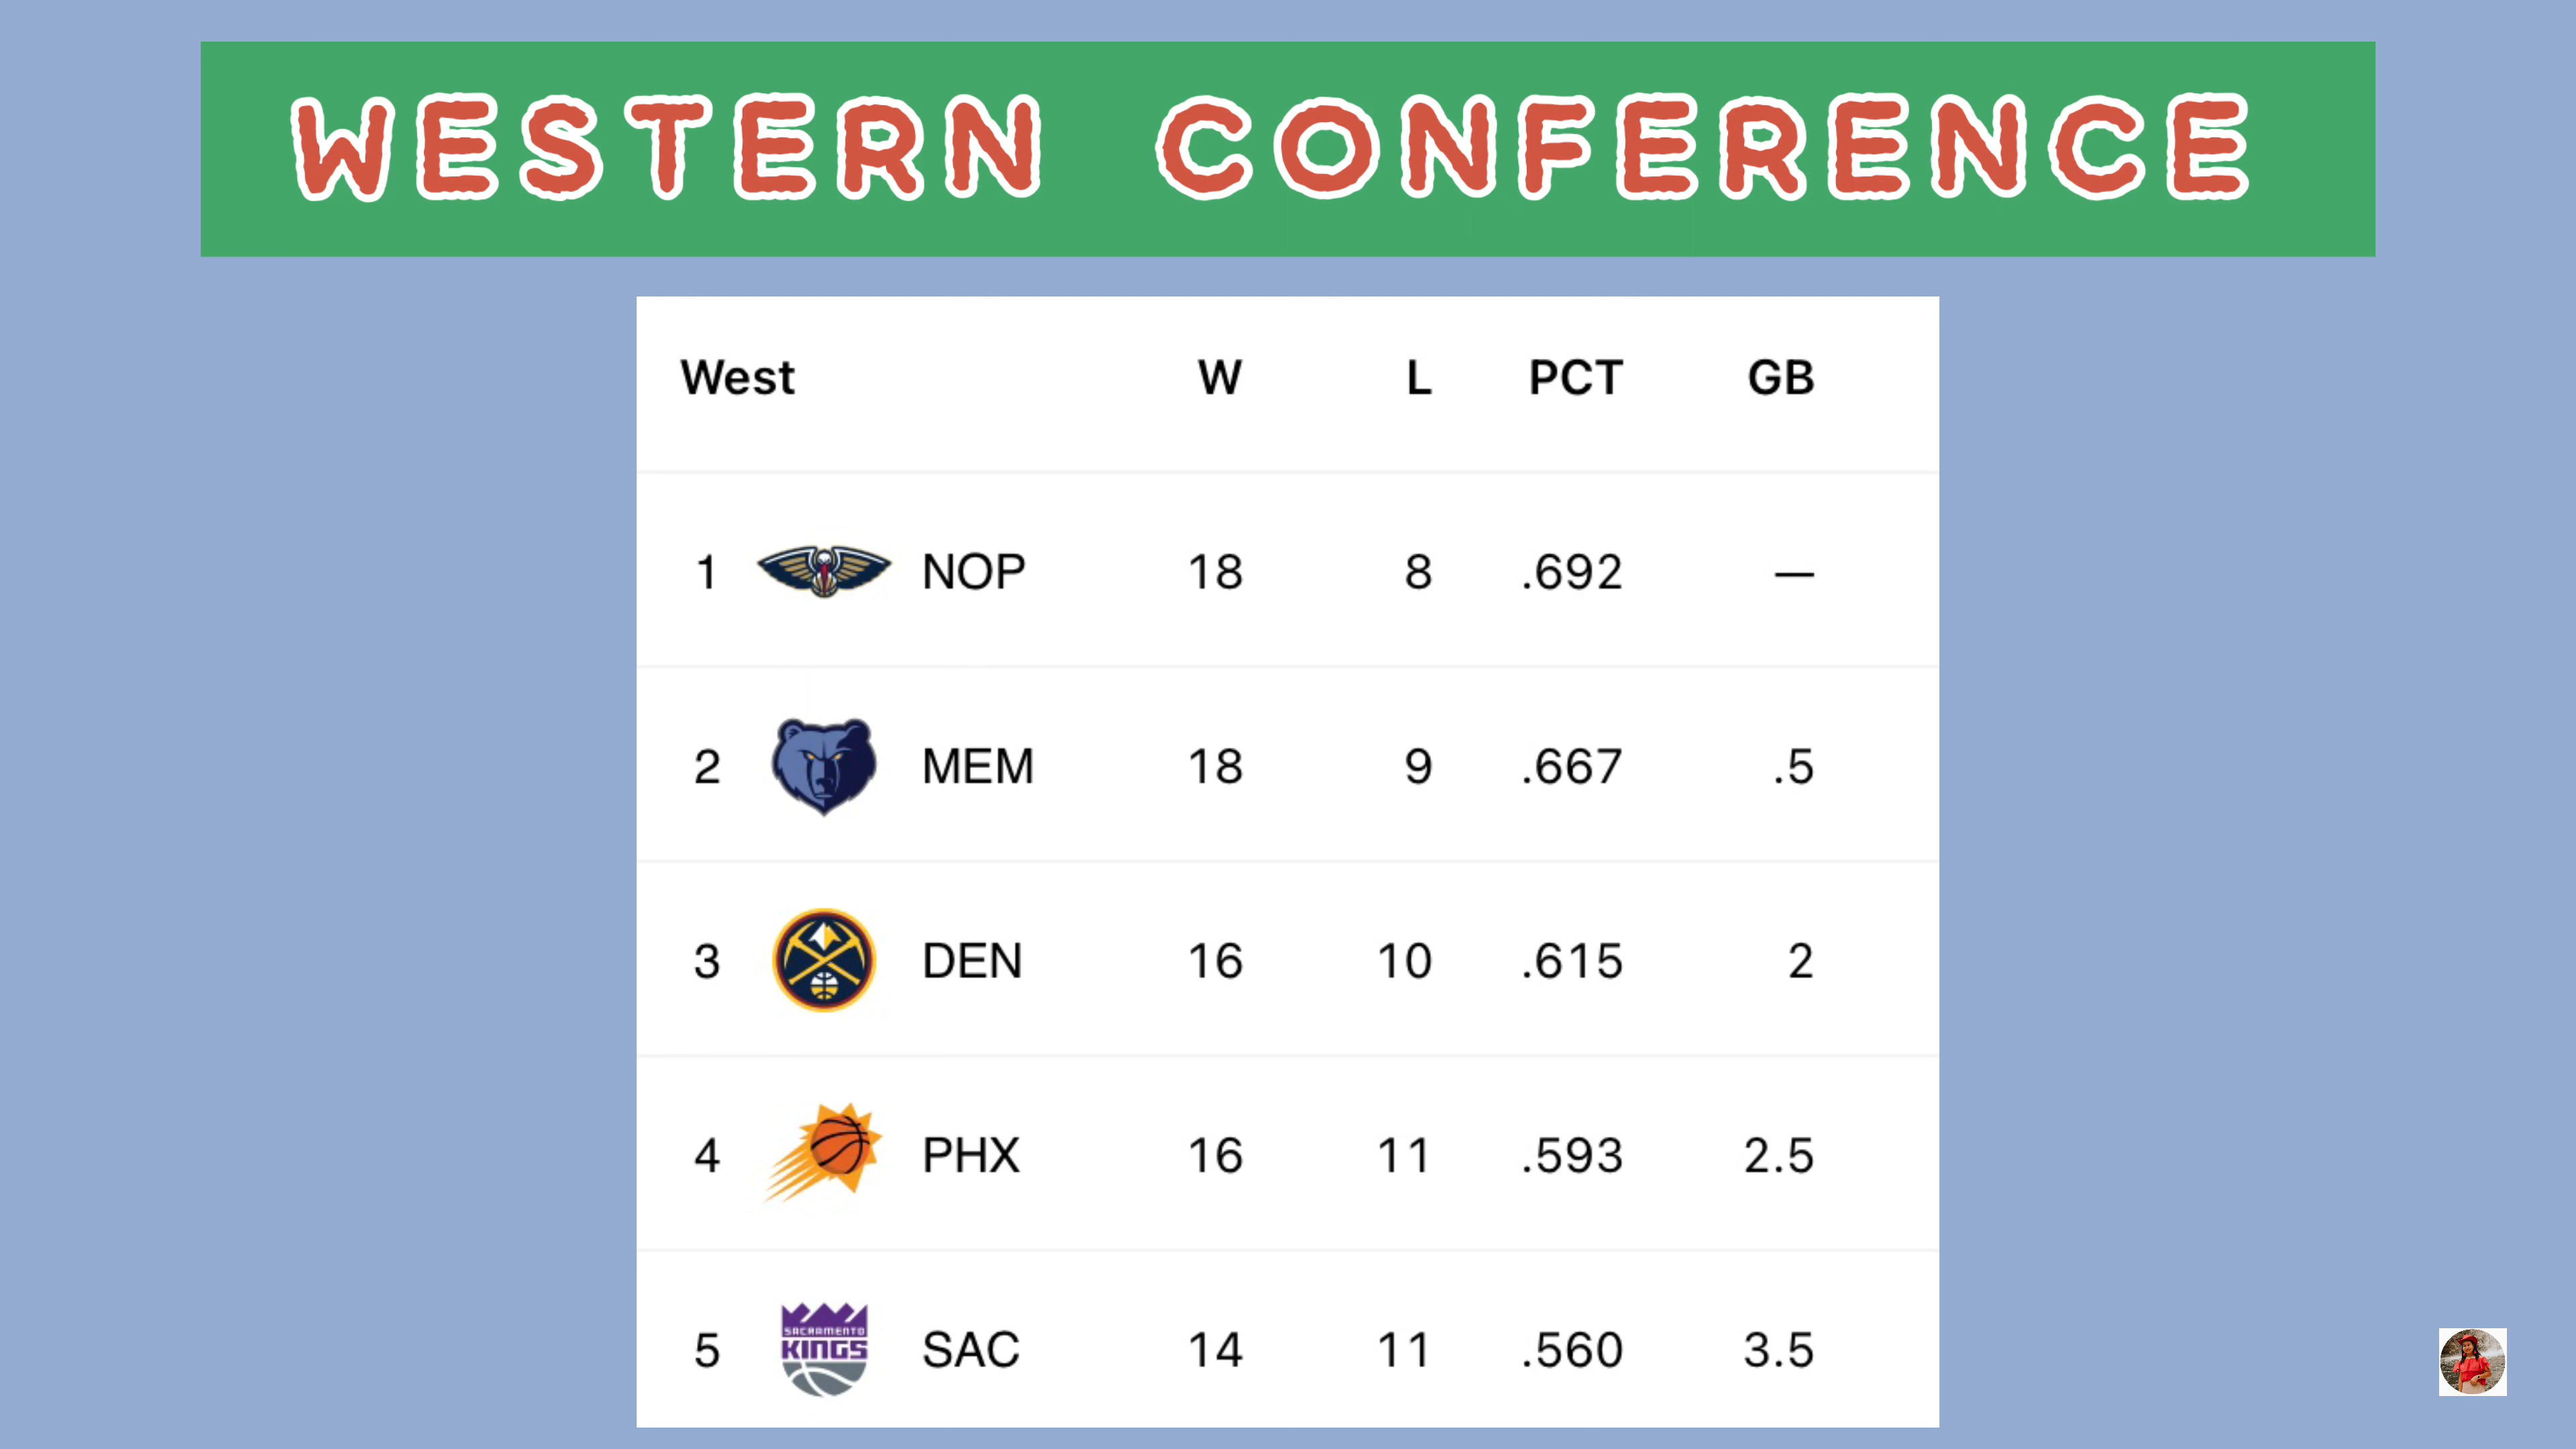 WESTERN CONFERENCE
West W L PCT GB
1 NOP 18 8 .692 —
2 MEM 18 9 .667 .5
3 DEN 16 10 .615 2
4 PHX 16 11 .593 2.5
5 SACRAMENTO KINGS SAC 14 11 .560 3.5